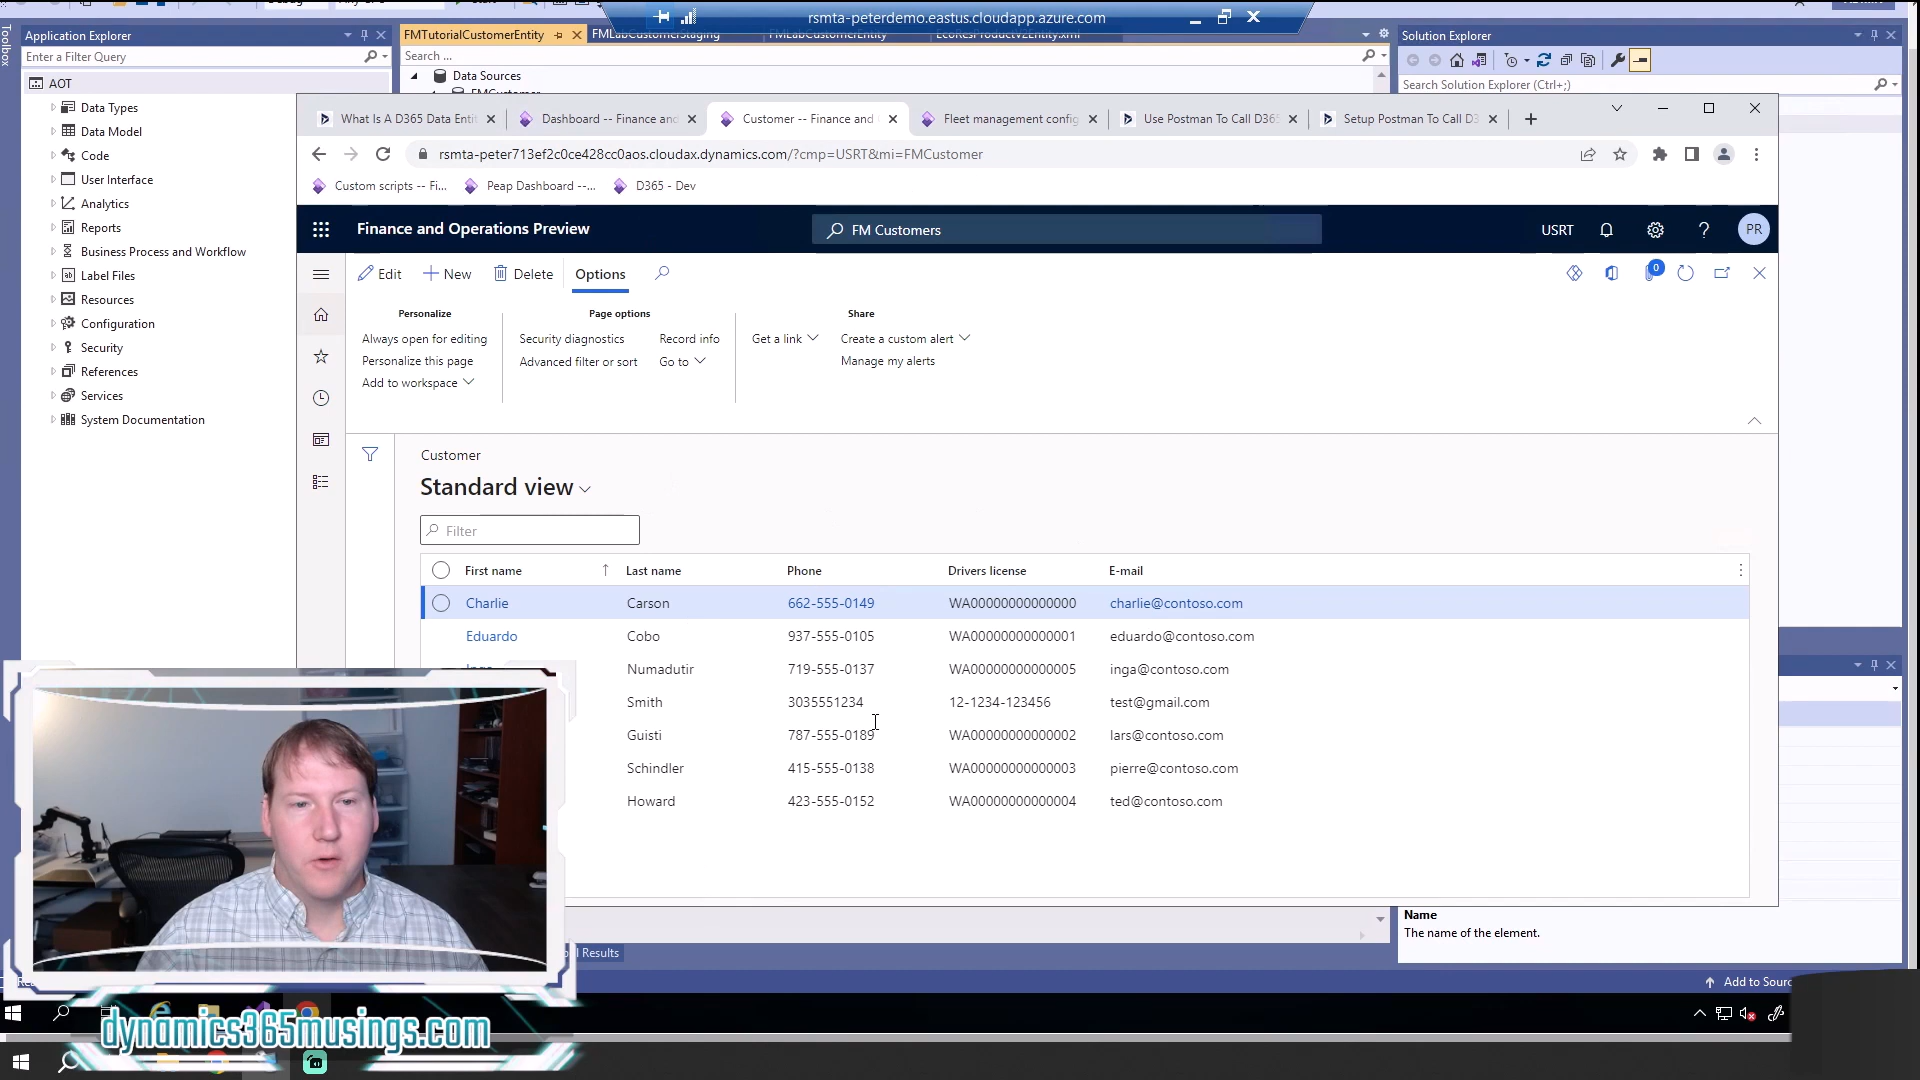 rsmta-peterdemo.eastus.cloudapp.azure.com
Toolbox
Application Explorer
Enter a Filter Query
AOT
Data Types
Data Model
Code
User Interface
Analytics
Reports
Business Process and Workflow
Label Files
Resources
Configuration
Security
References
Services
System Documentation
FMTutorialCustomerEntity
Search ...
Data Sources
Solution Explorer
Search Solution Explorer (Ctrl+;)
What Is A D365 Data Entit
Dashboard -- Finance and
Customer -- Finance and
Fleet management config
Use Postman To Call D36
Setup Postman To Call D3
rsmta-peter713ef2c0ce428cc0aos.cloudax.dynamics.com/?cmp=USRT&mi=FMCustomer
Custom scripts -- Fi...
Peap Dashboard --...
D365 - Dev
Finance and Operations Preview
FM Customers
USRT
PR
Edit
New
Delete
Options
0
Personalize
Always open for editing
Personalize this page
Add to workspace
Page options
Security diagnostics
Record info
Advanced filter or sort
Go to
Share
Get a link
Create a custom alert
Manage my alerts
Customer
Standard view
Filter
First name Last name Phone Drivers license E-mail
Charlie Carson 662-555-0149 WA00000000000000 charlie@contoso.com
Eduardo Cobo 937-555-0105 WA00000000000001 eduardo@contoso.com
Numadutir 719-555-0137 WA00000000000005 inga@contoso.com
Smith 3035551234 12-1234-123456 test@gmail.com
Guisti 787-555-0189 WA00000000000002 lars@contoso.com
Schindler 415-555-0138 WA00000000000003 pierre@contoso.com
Howard 423-555-0152 WA00000000000004 ted@contoso.com
Results
Name
The name of the element.
Add to Sourc
dynamics365musings.com